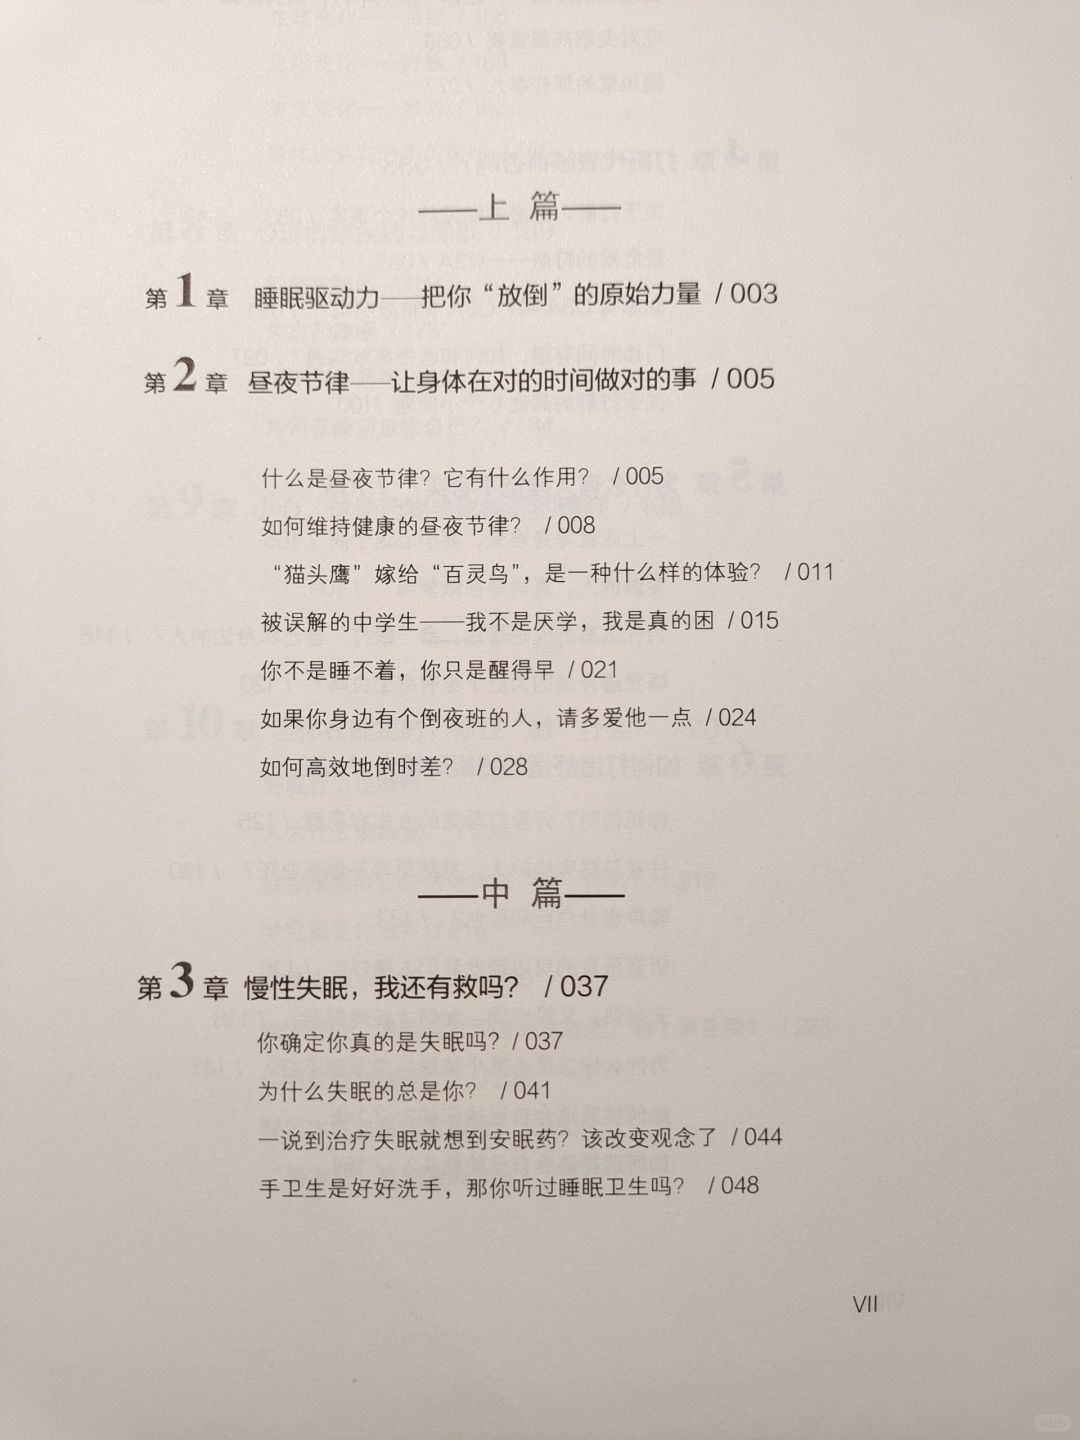 ——上 篇——
第1章 睡眠驱动力——把你“放倒”的原始力量 / 003
第2章 昼夜节律——让身体在对的时间做对的事 / 005
什么是昼夜节律？它有什么作用？ / 005
如何维持健康的昼夜节律？ / 008
“猫头鹰”嫁给“百灵鸟”，是一种什么样的体验？ / 011
被误解的中学生——我不是厌学，我是真的困 / 015
你不是睡不着，你只是醒得早 / 021
如果你身边有个倒夜班的人，请多爱他一点 / 024
如何高效地倒时差？ / 028
——中 篇——
第3章 慢性失眠，我还有救吗？ / 037
你确定你真的是失眠吗？/ 037
为什么失眠的总是你？ / 041
一说到治疗失眠就想到安眠药？该改变观念了 / 044
手卫生是好好洗手，那你听过睡眠卫生吗？ / 048
VII